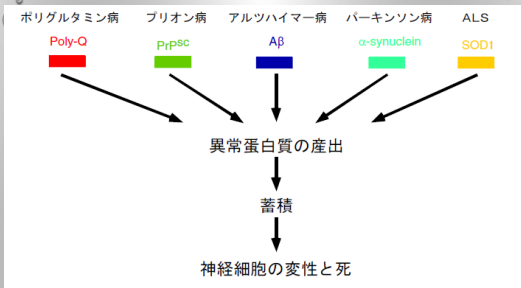 ポリグルタミン病 プリオン病 アルツハイマー病 パーキンソン病 ALS
Poly-Q PrPSC Aβ α-synuclein SOD1
異常蛋白質の産出
蓄積
神経細胞の変性と死